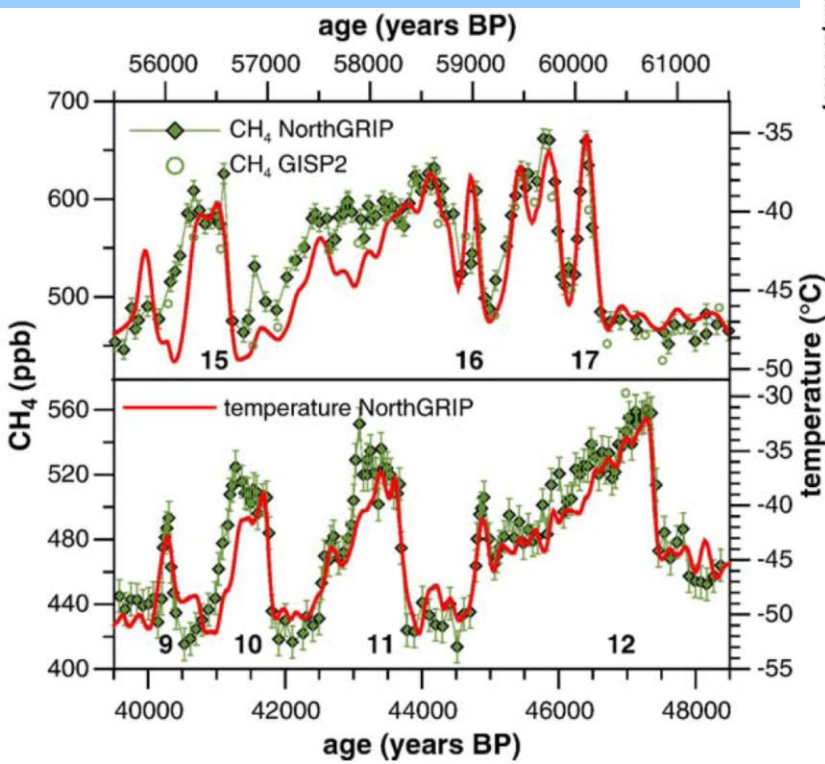 age (years BP)
56000 57000 58000 59000 60000 61000
700
600
500
CH₄ NorthGRIP
CH₄ GISP2
-35
-40
-45
-50
15 16 17
CH₄ (ppb)
temperature (°C)
temperature NorthGRIP
560
520
480
440
400
-30
-35
-40
-45
-50
-55
9 10 11 12
40000 42000 44000 46000 48000
age (years BP)